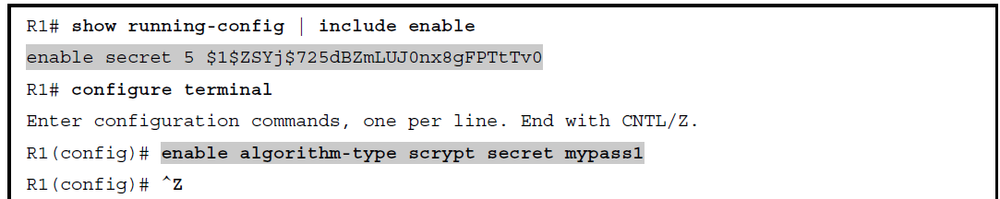 R1# show running-config | include enable
enable secret 5 $1$ZSYj$725dBZmLUJ0nx8gFPTtTv0
R1# configure terminal
Enter configuration commands, one per line. End with CNTL/Z.
R1(config)# enable algorithm-type scrypt secret mypass1
R1(config)# ^Z